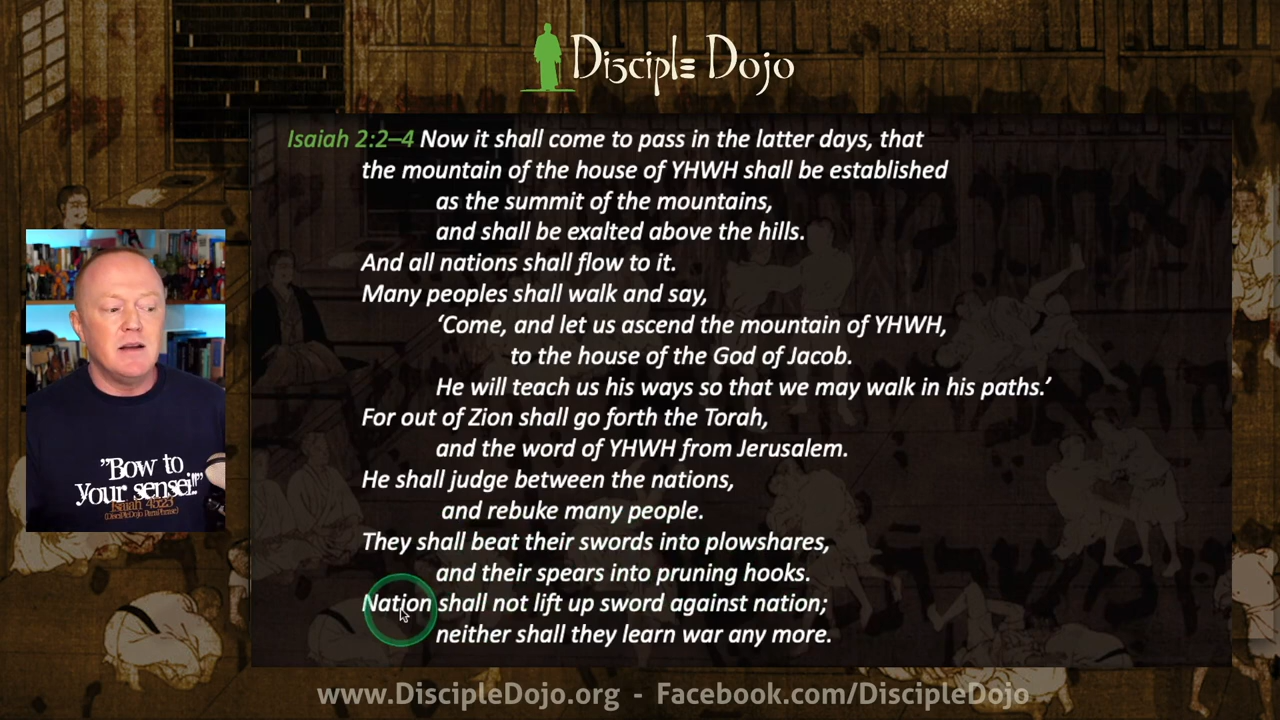 Disciple Dojo
Isaiah 2:2–4 Now it shall come to pass in the latter days, that
the mountain of the house of YHWH shall be established
as the summit of the mountains,
and shall be exalted above the hills.
And all nations shall flow to it.
Many peoples shall walk and say,
‘Come, and let us ascend the mountain of YHWH,
to the house of the God of Jacob.
He will teach us his ways so that we may walk in his paths.’
For out of Zion shall go forth the Torah,
and the word of YHWH from Jerusalem.
He shall judge between the nations,
and rebuke many people.
They shall beat their swords into plowshares,
and their spears into pruning hooks.
Nation shall not lift up sword against nation;
neither shall they learn war any more.
"Bow to
your sensei!"
Isaiah 45:23
(DiscipleDojo Paraphrase)
www.DiscipleDojo.org - Facebook.com/DiscipleDojo